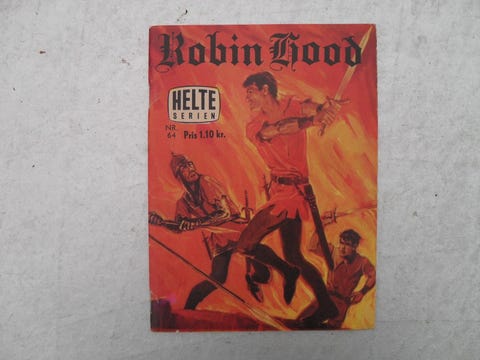 Robin Hood
HELTE
SERIEN
NR.
64
Pris 1.10 kr.